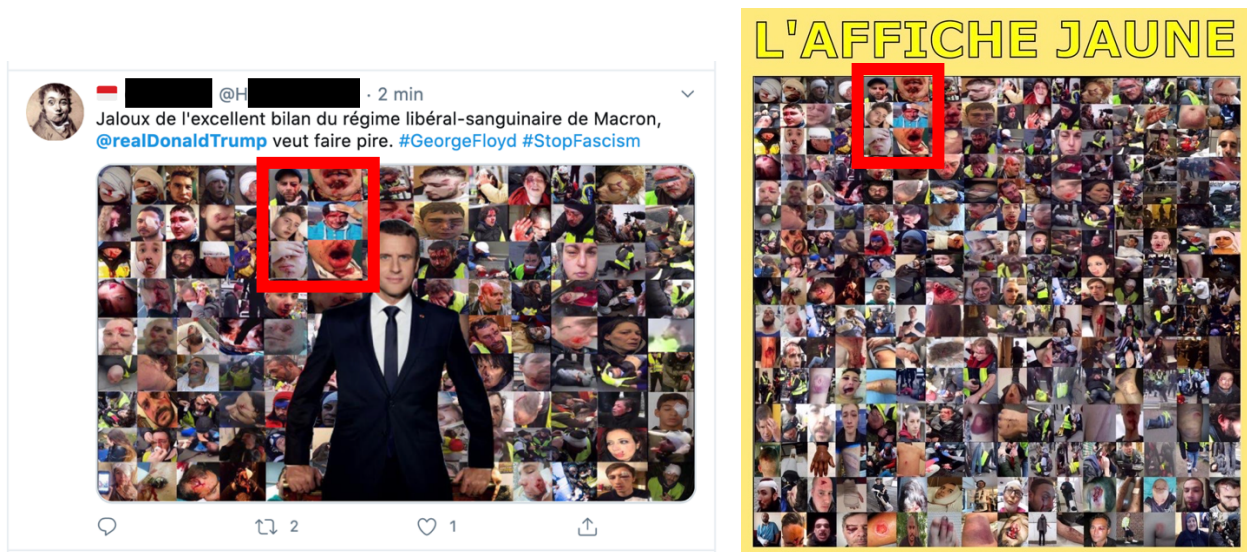 @H
· 2 min
Jaloux de l'excellent bilan du régime libéral-sanguinaire de Macron,
@realDonaldTrump veut faire pire. #GeorgeFloyd #StopFascism
2
1
L'AFFICHE JAUNE